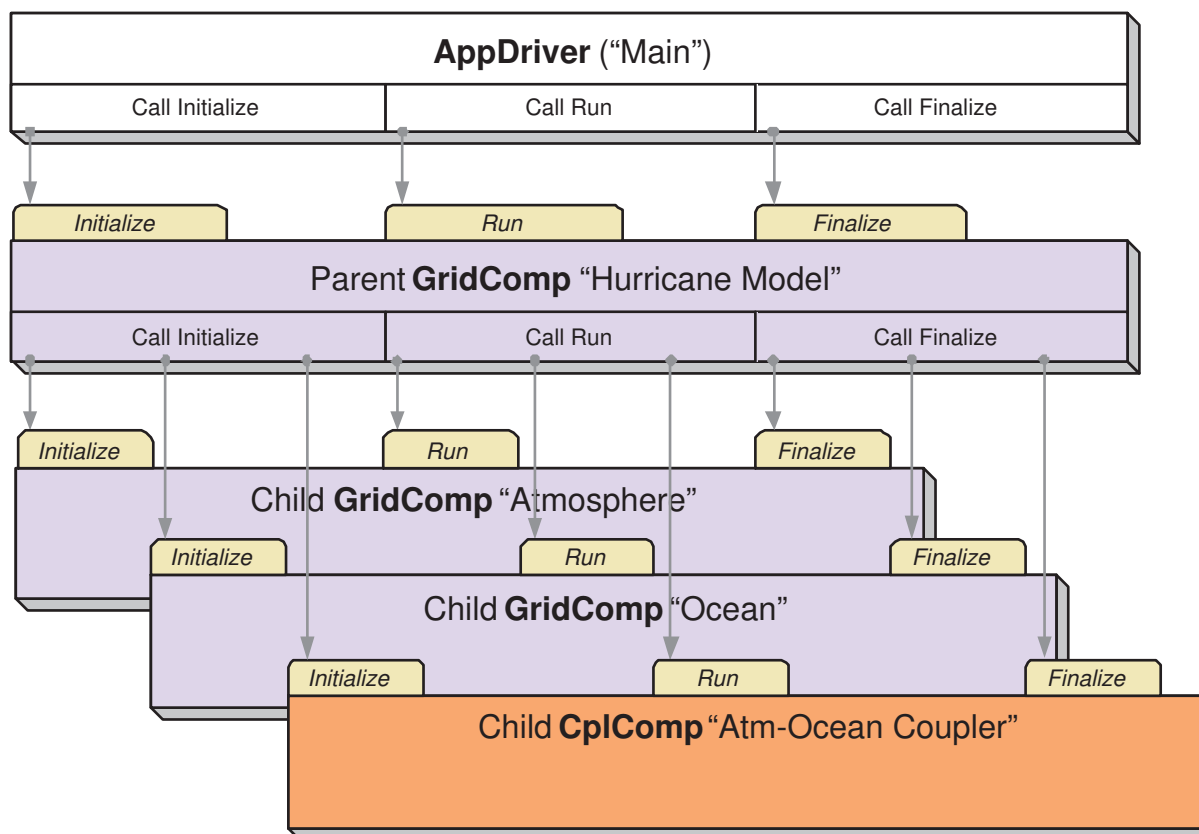 AppDriver (“Main”)
Call Initialize Call Run Call Finalize
Initialize Run Finalize
Parent GridComp “Hurricane Model”
Call Initialize Call Run Call Finalize
Initialize Run Finalize
Child GridComp “Atmosphere”
Initialize Run Finalize
Child GridComp “Ocean”
Initialize Run Finalize
Child CplComp “Atm-Ocean Coupler”